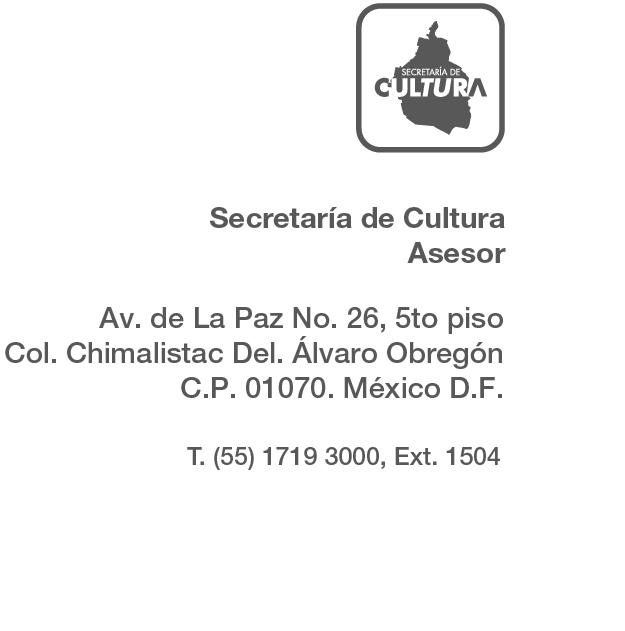 SECRETARÍA DE
CULTURA
Secretaría de Cultura
Asesor
Av. de La Paz No. 26, 5to piso
Col. Chimalistac Del. Álvaro Obregón
C.P. 01070. México D.F.
T. (55) 1719 3000, Ext. 1504